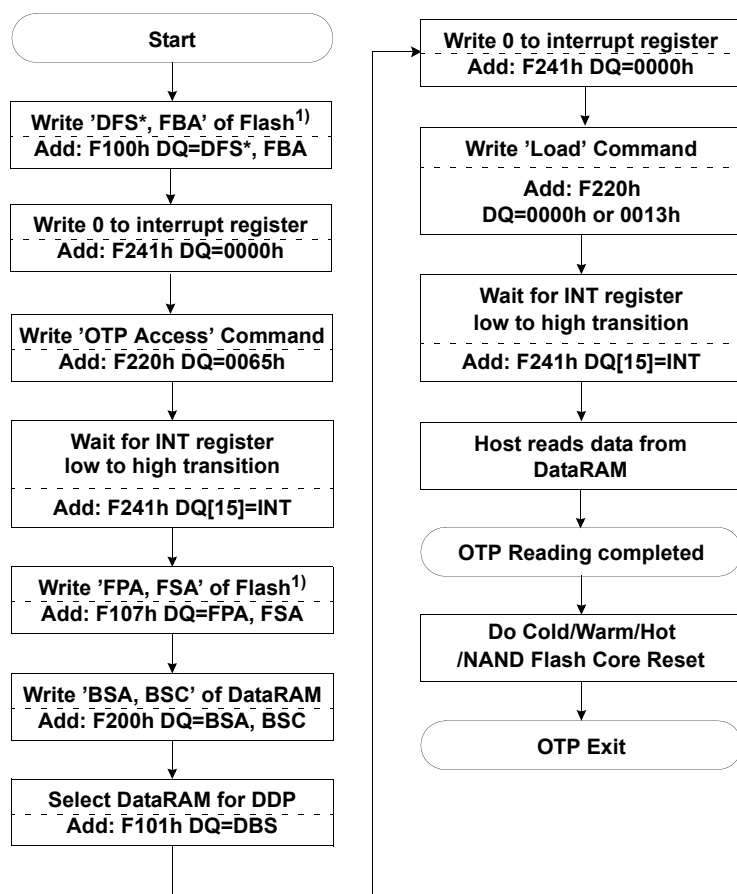 Start
Write 'DFS*, FBA' of Flash1)
Add: F100h DQ=DFS*, FBA
Write 0 to interrupt register
Add: F241h DQ=0000h
Write 'OTP Access' Command
Add: F220h DQ=0065h
Wait for INT register
low to high transition
Add: F241h DQ[15]=INT
Write 'FPA, FSA' of Flash1)
Add: F107h DQ=FPA, FSA
Write 'BSA, BSC' of DataRAM
Add: F200h DQ=BSA, BSC
Select DataRAM for DDP
Add: F101h DQ=DBS
Write 0 to interrupt register
Add: F241h DQ=0000h
Write 'Load' Command
Add: F220h
DQ=0000h or 0013h
Wait for INT register
low to high transition
Add: F241h DQ[15]=INT
Host reads data from
DataRAM
OTP Reading completed
Do Cold/Warm/Hot
/NAND Flash Core Reset
OTP Exit